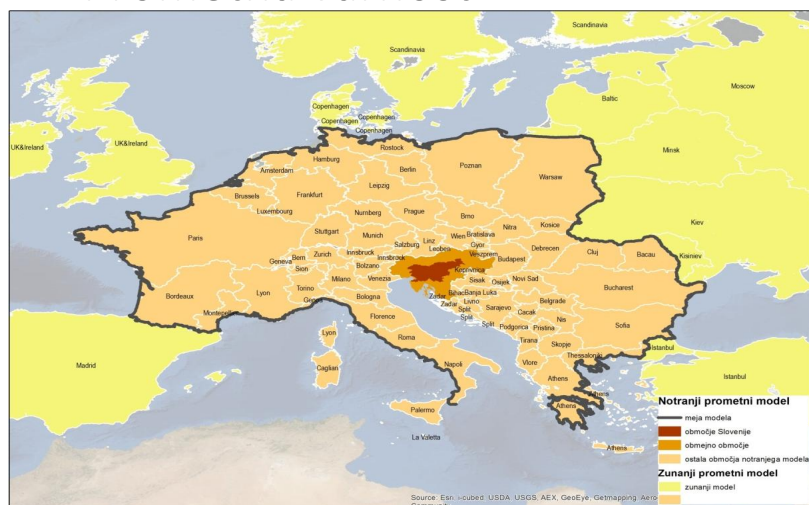 Scandinavia
Scandinavia
Moscow
Baltic
Copenhagen
Copenhagen
Copenhagen
Copenhagen
UK&Ireland
UK&Ireland
Minsk
Rostock
Hamburg
Amsterdam
Berlin
Poznan
Warsaw
Brussels
Frankfurt
Leipzig
Luxembourg
Kiev
Paris
Nurnberg
Prague
Brno
Kosice
Nitra
Stuttgart
Munich
Linz
Wien
Bratislava
Salzburg
Leoben
Gyor
Debrecen
Cluj
Bacau
Zurich
Innsbruck
Innsbruck
Veszprem
Budapest
Bern
Geneva
Sion
Bolzano
Milano
Venezia
Sisak
Osijek
Novi Sad
Bucharest
Bordeaux
Lyon
Torino
Bologna
Zadar
Zadar
Bihac
Banja Luka
Livno
Belgrade
Montepellier
Florence
Split
Split
Split
Sarajevo
Cacak
Nis
Sofia
Roma
Podgorica
Pristina
Skopje
Tirana
Istanbul
Istanbul
Madrid
Lyon
Cagliari
Napoli
Vlore
Thessaloniki
Athens
Athens
Athens
Athens
Palermo
La Valetta
Notranji prometni model
meja modela
območje Slovenije
obmejno območje
ostala območja notranjega modela
Zunanji prometni model
zunanji model
Source: Esri, i-cubed, USDA, USGS, AEX, GeoEye, Getmapping, Aero